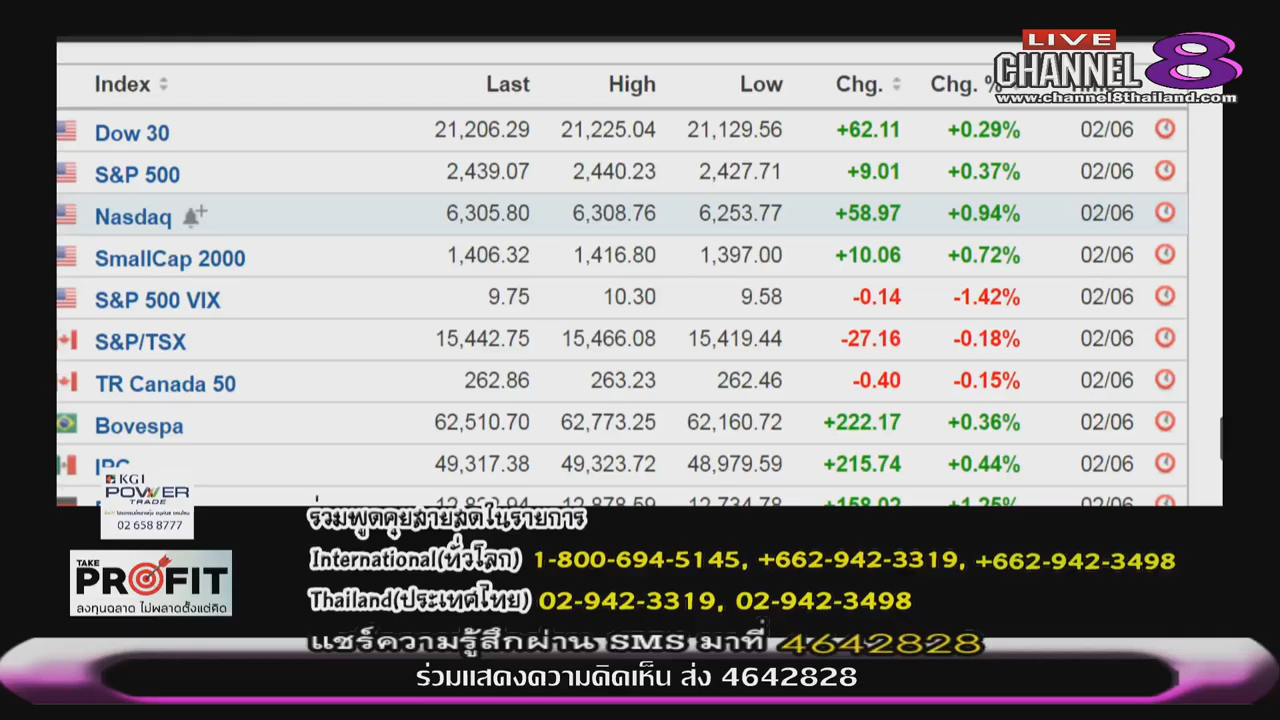 LIVE
CHANNEL 8
www.channel8thailand.com
Index Last High Low Chg. Chg. %
Dow 30 21,206.29 21,225.04 21,129.56 +62.11 +0.29% 02/06
S&P 500 2,439.07 2,440.23 2,427.71 +9.01 +0.37% 02/06
Nasdaq 6,305.80 6,308.76 6,253.77 +58.97 +0.94% 02/06
SmallCap 2000 1,406.32 1,416.80 1,397.00 +10.06 +0.72% 02/06
S&P 500 VIX 9.75 10.30 9.58 -0.14 -1.42% 02/06
S&P/TSX 15,442.75 15,466.08 15,419.44 -27.16 -0.18% 02/06
TR Canada 50 262.86 263.23 262.46 -0.40 -0.15% 02/06
Bovespa 62,510.70 62,773.25 62,160.72 +222.17 +0.36% 02/06
IPC 49,317.38 49,323.72 48,979.59 +215.74 +0.44% 02/06
12,878.59 12,734.78 +158.02 +1.25% 02/06
KGI
POWER
TRADE
02 658 8777
ร่วมพูดคุยสายสดในรายการ
International(ทั่วโลก) 1-800-694-5145, +662-942-3319, +662-942-3498
TAKE
PROFIT
ลงทุนฉลาด ไม่พลาดตั้งแต่คิด
Thailand(ประเทศไทย) 02-942-3319, 02-942-3498
แชร์ความรู้สึกผ่าน SMS มาที่ 4642828
ร่วมแสดงความคิดเห็น ส่ง 4642828